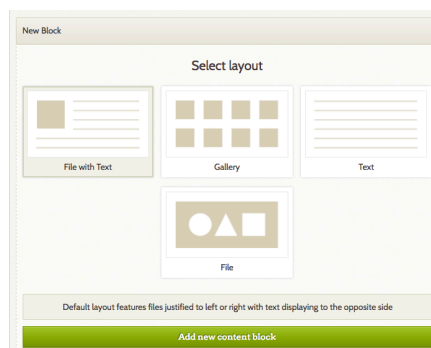 New Block
Select layout
File with Text
Gallery
Text
File
Default layout features files justified to left or right with text displaying to the opposite side
Add new content block